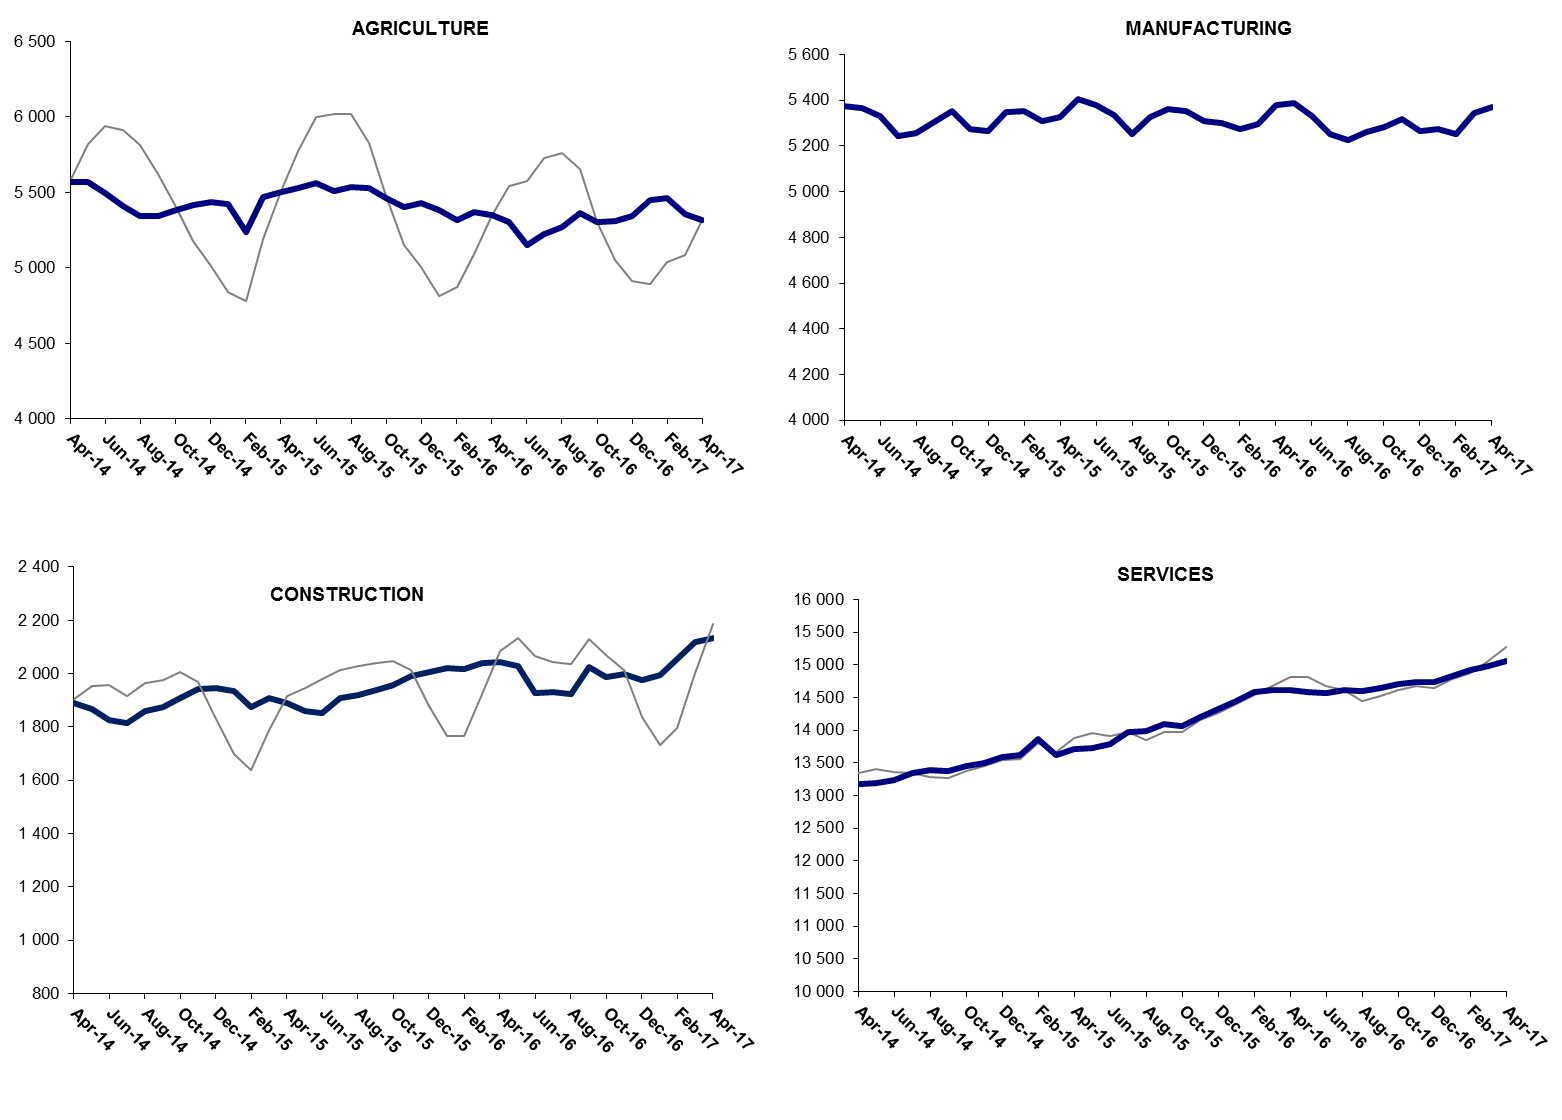 AGRICULTURE
6 500
6 000
5 500
5 000
4 500
4 000
Apr-14
Jun-14
Aug-14
Oct-14
Dec-14
Feb-15
Apr-15
Jun-15
Aug-15
Oct-15
Dec-15
Feb-16
Apr-16
Jun-16
Aug-16
Oct-16
Dec-16
Feb-17
Apr-17
MANUFACTURING
5 600
5 400
5 200
5 000
4 800
4 600
4 400
4 200
4 000
Apr-14
Jun-14
Aug-14
Oct-14
Dec-14
Feb-15
Apr-15
Jun-15
Aug-15
Oct-15
Dec-15
Feb-16
Apr-16
Jun-16
Aug-16
Oct-16
Dec-16
Feb-17
Apr-17
CONSTRUCTION
2 400
2 200
2 000
1 800
1 600
1 400
1 200
1 000
800
Apr-14
Jun-14
Aug-14
Oct-14
Dec-14
Feb-15
Apr-15
Jun-15
Aug-15
Oct-15
Dec-15
Feb-16
Apr-16
Jun-16
Aug-16
Oct-16
Dec-16
Feb-17
Apr-17
SERVICES
16 000
15 500
15 000
14 500
14 000
13 500
13 000
12 500
12 000
11 500
11 000
10 500
10 000
Apr-14
Jun-14
Aug-14
Oct-14
Dec-14
Feb-15
Apr-15
Jun-15
Aug-15
Oct-15
Dec-15
Feb-16
Apr-16
Jun-16
Aug-16
Oct-16
Dec-16
Feb-17
Apr-17